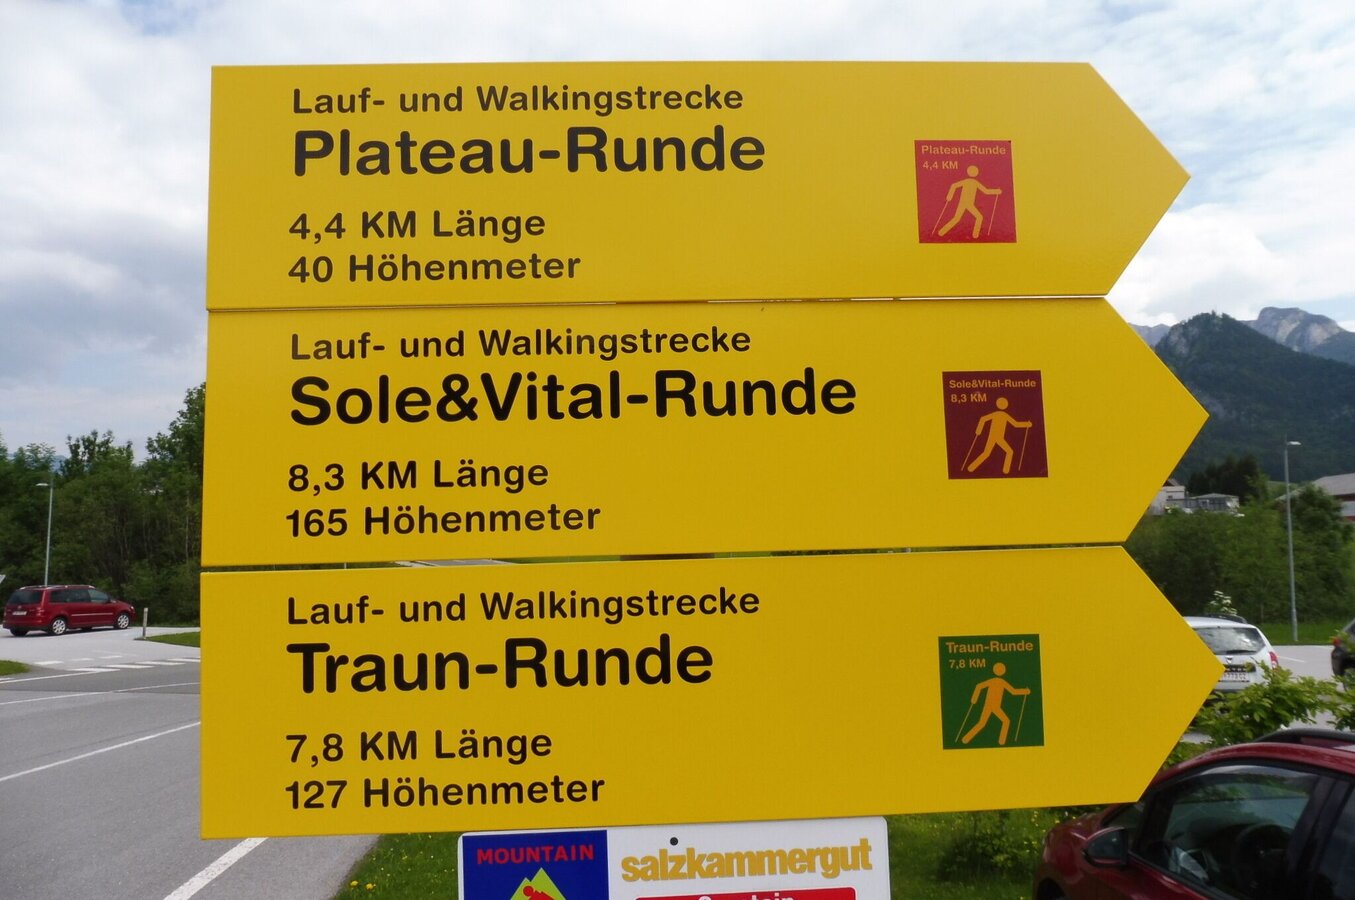 Lauf- und Walkingstrecke
Plateau-Runde
4,4 KM Länge
40 Höhenmeter
Plateau-Runde
4,4 KM
Lauf- und Walkingstrecke
Sole&Vital-Runde
8,3 KM Länge
165 Höhenmeter
Sole&Vital-Runde
8,3 KM
Lauf- und Walkingstrecke
Traun-Runde
7,8 KM Länge
127 Höhenmeter
Traun-Runde
7,8 KM
MOUNTAIN
salzkammergut